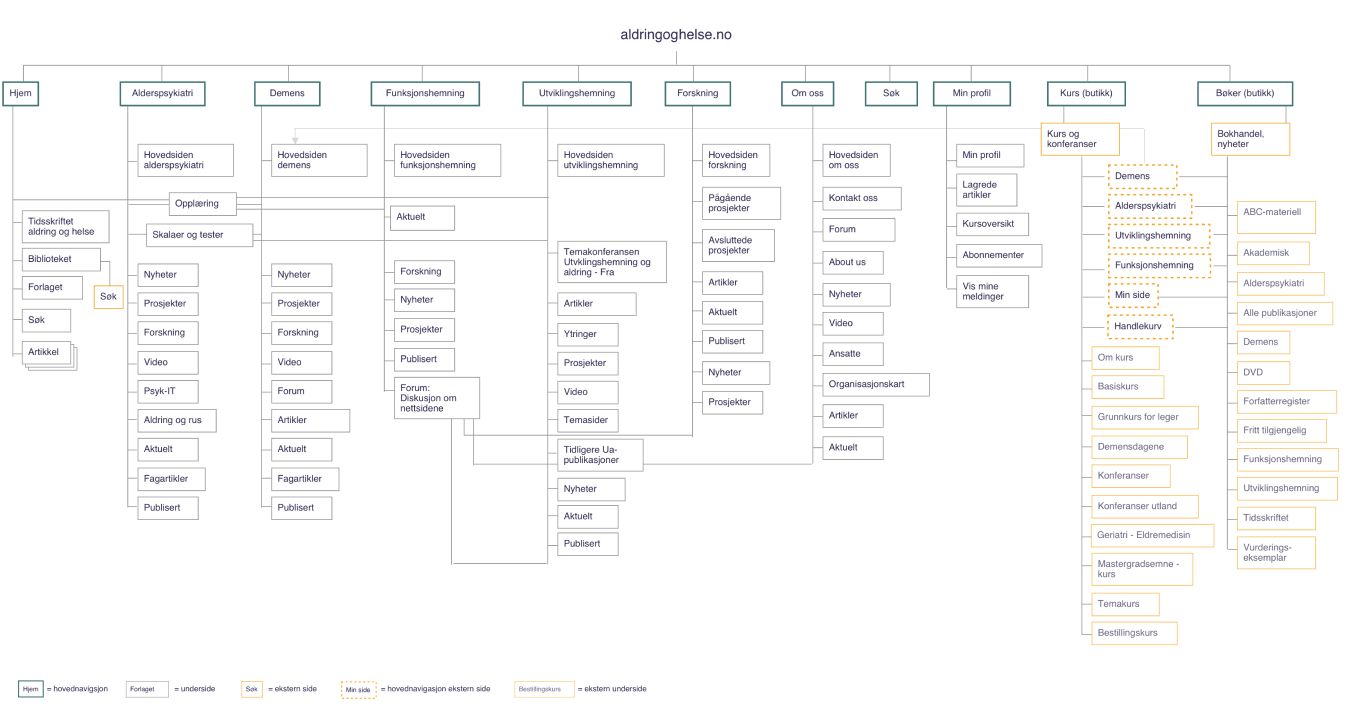 aldringoghelse.no
Hjem
Alderspsykiatri
Demens
Funksjonshemning
Utviklingshemning
Forskning
Om oss
Søk
Min profil
Kurs (butikk)
Bøker (butikk)
Tidsskriftet
aldring og helse
Biblioteket
Forlaget
Søk
Søk
Artikkel
Hovedsiden
alderspsykiatri
Opplæring
Skalaer og tester
Nyheter
Prosjekter
Forskning
Video
Psyk-IT
Aldring og rus
Aktuelt
Fagartikler
Publisert
Hovedsiden
demens
Nyheter
Prosjekter
Forskning
Video
Forum
Artikler
Aktuelt
Fagartikler
Publisert
Hovedsiden
funksjonshemning
Aktuelt
Forskning
Nyheter
Prosjekter
Publisert
Forum:
Diskusjon om
nettsidene
Hovedsiden
utviklingshemning
Temakonferansen
Utvklingshemning og
aldring - Fra
Artikler
Ytringer
Prosjekter
Video
Temasider
Tidligere Ua-
publikasjoner
Nyheter
Aktuelt
Publisert
Hovedsiden
forskning
Pågående
prosjekter
Avsluttede
prosjekter
Artikler
Aktuelt
Publisert
Nyheter
Prosjekter
Hovedsiden
om oss
Kontakt oss
Forum
About us
Nyheter
Video
Ansatte
Organisasjonskart
Artikler
Aktuelt
Min profil
Lagrede
artikler
Kursoversikt
Abonnementer
Vis mine
meldinger
Kurs og
konferanser
Demens
Alderspsykiatri
Utviklingshemning
Funksjonshemning
Min side
Handlekurv
Om kurs
Basiskurs
Grunnkurs for leger
Demensdagene
Konferanser
Konferanser utland
Geriatri - Eldremedisin
Mastergradsemne -
kurs
Temakurs
Bestillingskurs
Bokhandel,
nyheter
ABC-materiell
Akademisk
Alderspsykiatri
Alle publikasjoner
Demens
DVD
Forfatterregister
Fritt tilgjengelig
Funksjonshemning
Utviklingshemning
Tidsskriftet
Vurderings-
eksemplar
Hjem = hovednavigsjon
Forlaget = underside
Søk = ekstern side
Min side = hovednavigasjon ekstern side
Bestillingskurs = ekstern underside